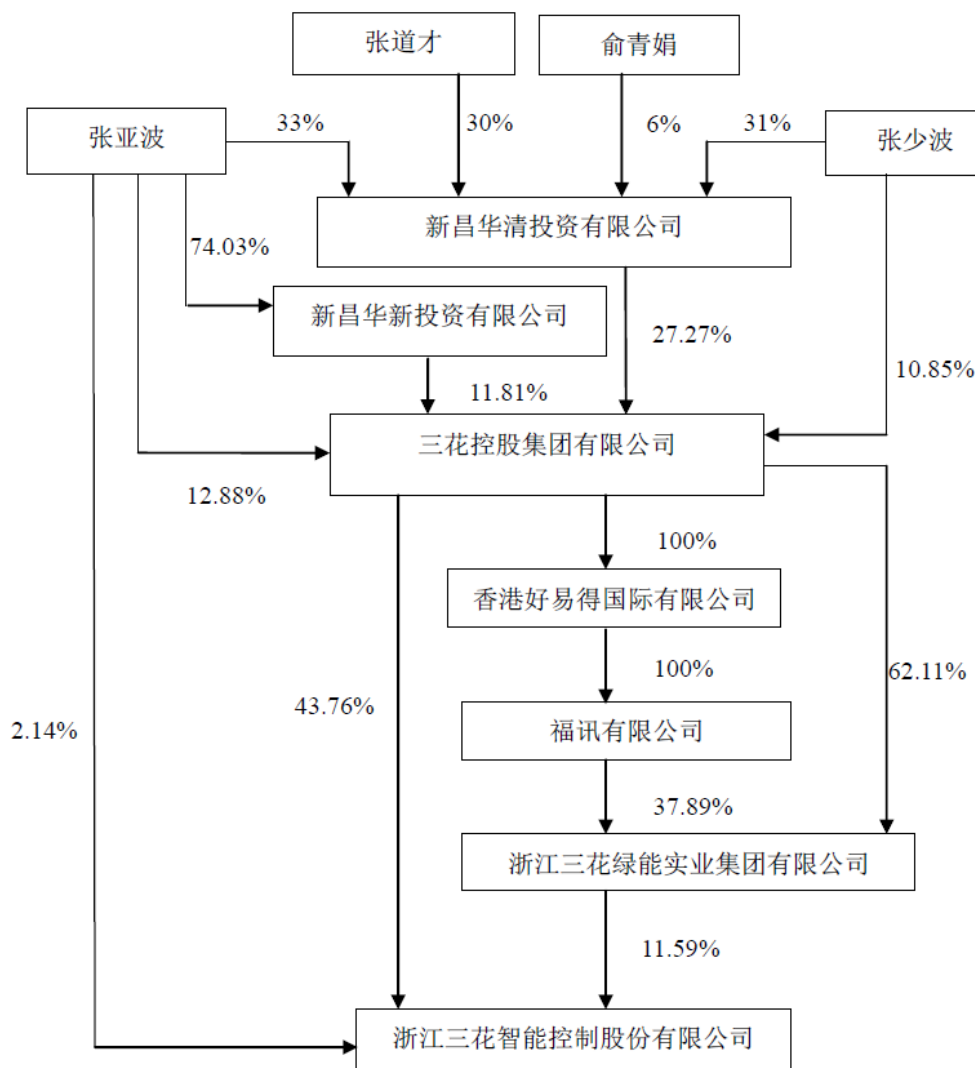 张道才
俞青娟
张亚波
33%
30%
6%
31%
张少波
新昌华清投资有限公司
74.03%
新昌华新投资有限公司
27.27%
10.85%
11.81%
三花控股集团有限公司
12.88%
100%
香港好易得国际有限公司
100%
62.11%
43.76%
2.14%
福讯有限公司
37.89%
浙江三花绿能实业集团有限公司
11.59%
浙江三花智能控制股份有限公司